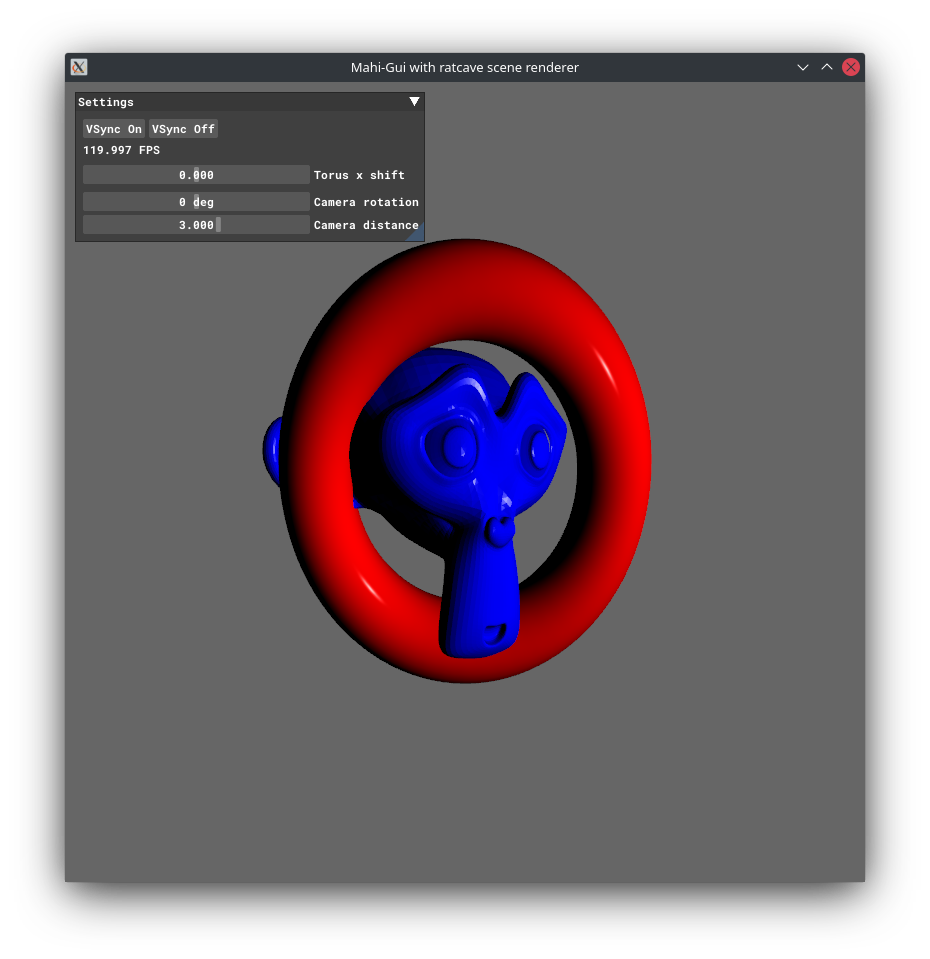 Mahi-Gui with ratcave scene renderer
Settings
VSync On VSync Off
119.997 FPS
0.000 Torus x shift
0 deg Camera rotation
3.000 Camera distance